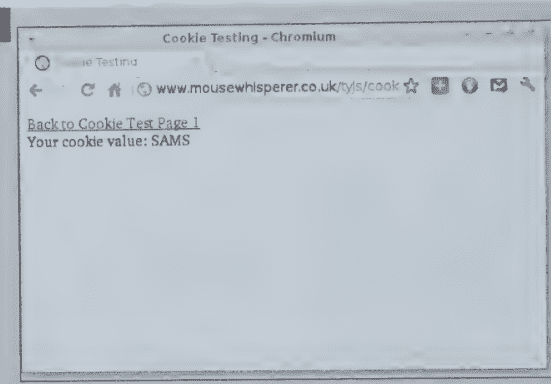 Cookie Testing - Chromium
ie Testing
www.mousewhisperer.co.uk/tyjs/cook
Back to Cookie Test Page 1
Your cookie value: SAMS